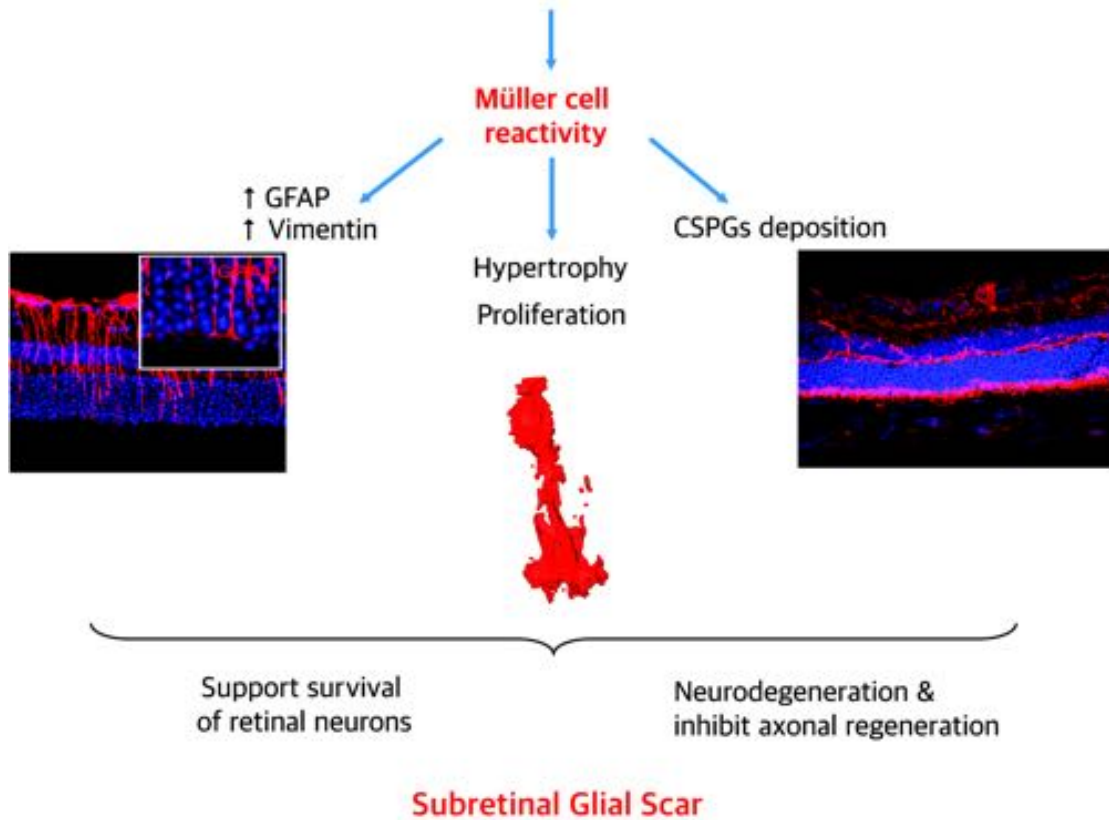 Müller cell
reactivity
↑ GFAP
↑ Vimentin
CSPGs deposition
Hypertrophy
Proliferation
Support survival
of retinal neurons
Neurodegeneration &
inhibit axonal regeneration
Subretinal Glial Scar